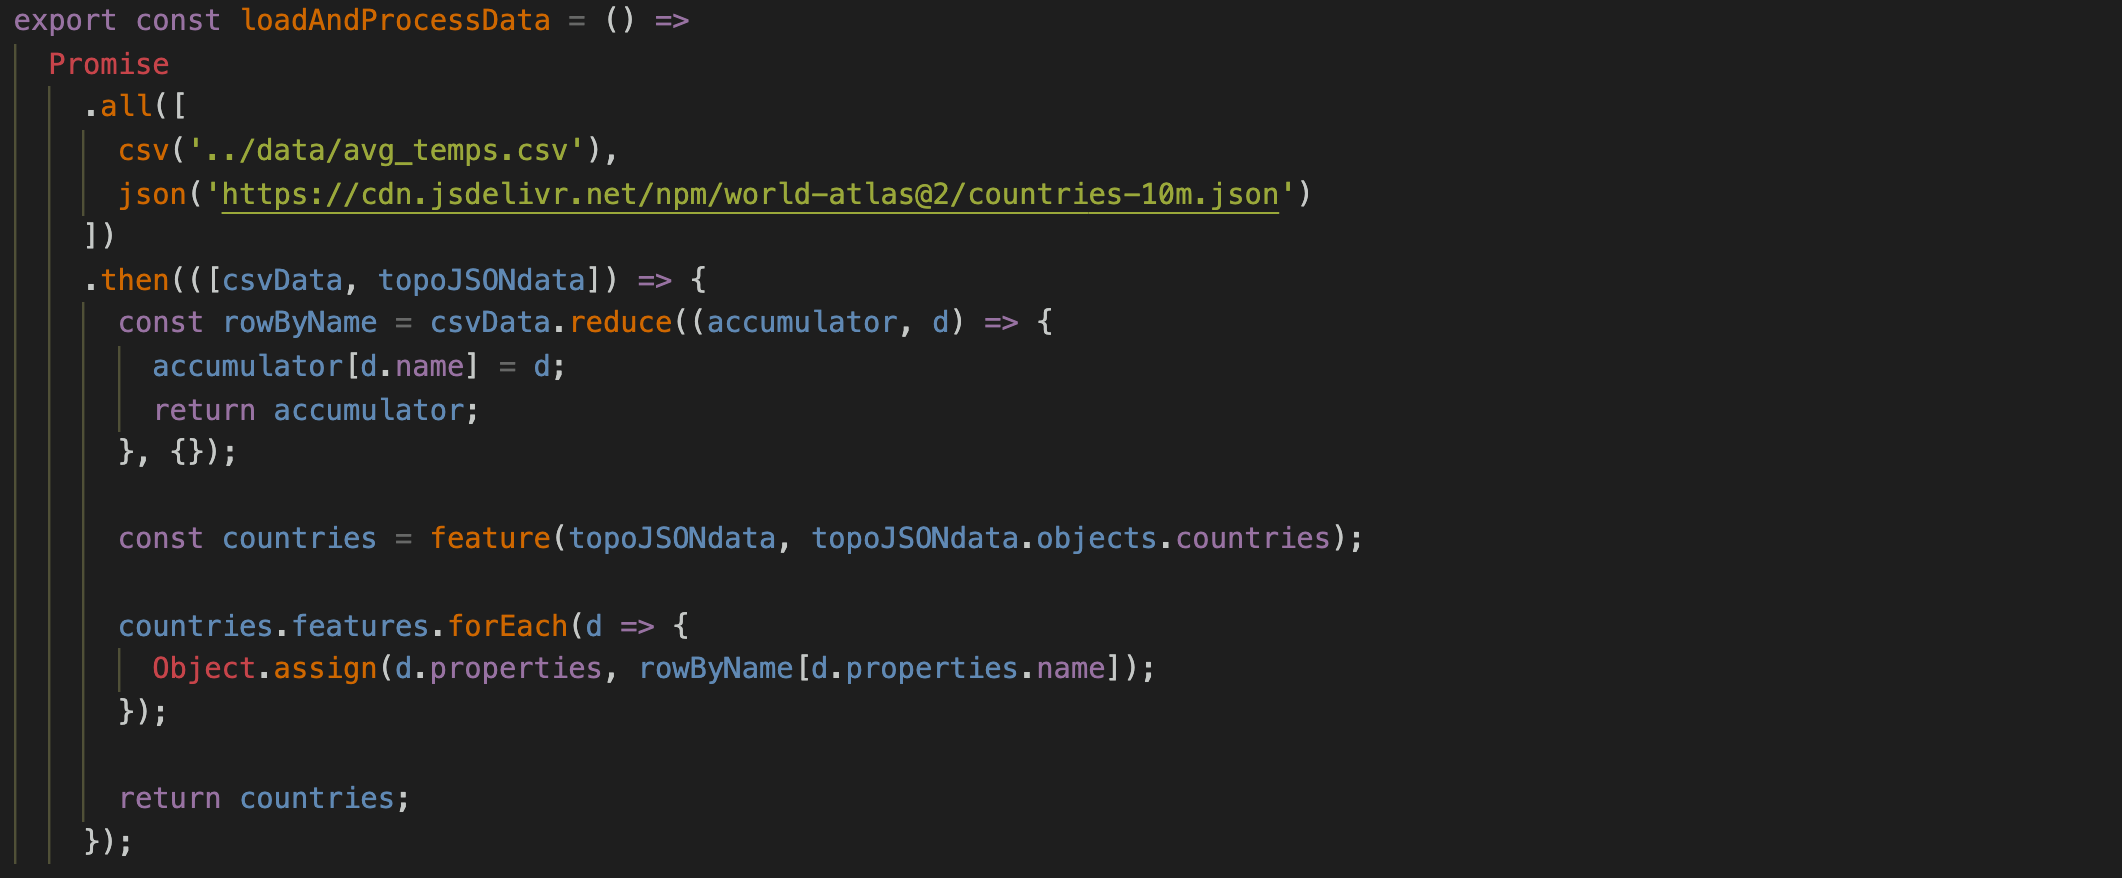 export const loadAndProcessData = () =>
  Promise
    .all([
      csv('../data/avg_temps.csv'),
      json('https://cdn.jsdelivr.net/npm/world-atlas@2/countries-10m.json')
    ])
    .then(([csvData, topoJSONdata]) => {
      const rowByName = csvData.reduce((accumulator, d) => {
        accumulator[d.name] = d;
        return accumulator;
      }, {});

      const countries = feature(topoJSONdata, topoJSONdata.objects.countries);

      countries.features.forEach(d => {
        Object.assign(d.properties, rowByName[d.properties.name]);
      });

      return countries;
    });